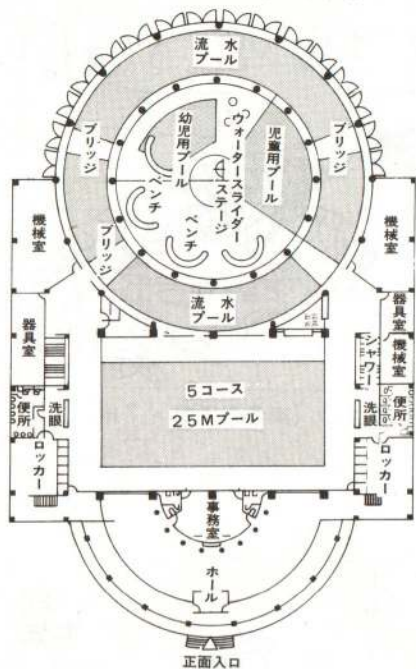 流水
プール
幼児用プール
ウォータースライダー
ステージ
児童用プール
ブリッジ
ブリッジ
ベンチ
ベンチ
ブリッジ
機械室
機械室
流水
プール
器具室
器具室
シャワー
機械室
5コース
25Mプール
便所
洗眼
洗眼
便所
ロッカー
ロッカー
事務室
ホール
正面入口